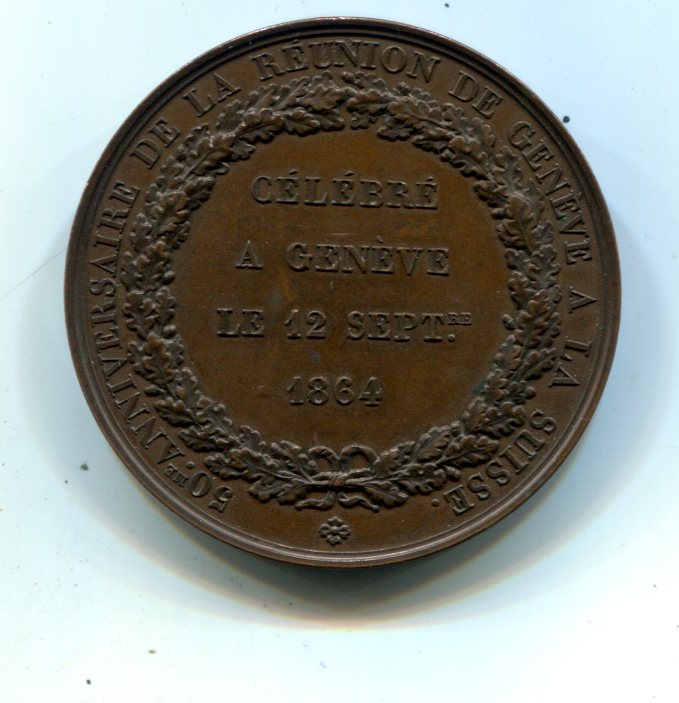 50.ME ANNIVERSAIRE DE LA RÉUNION DE GENÈVE A LA SUISSE.
CÉLÉBRÉ
A GENÈVE
LE 12 SEPT.RE
1864